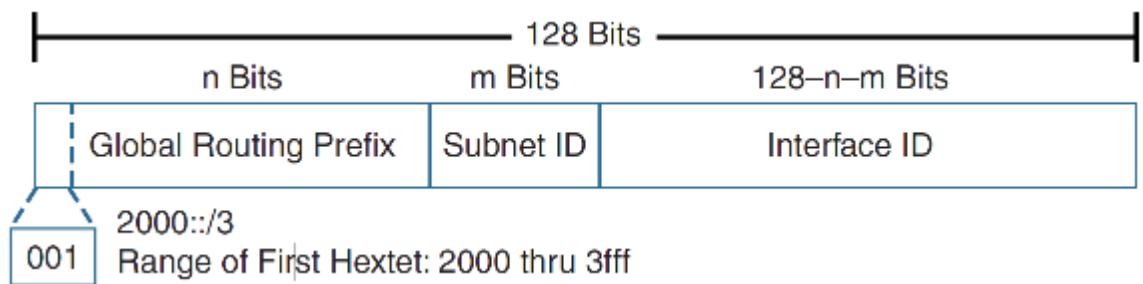 128 Bits
n Bits m Bits 128–n–m Bits
Global Routing Prefix Subnet ID Interface ID
2000::/3
001 Range of First Hextet: 2000 thru 3fff